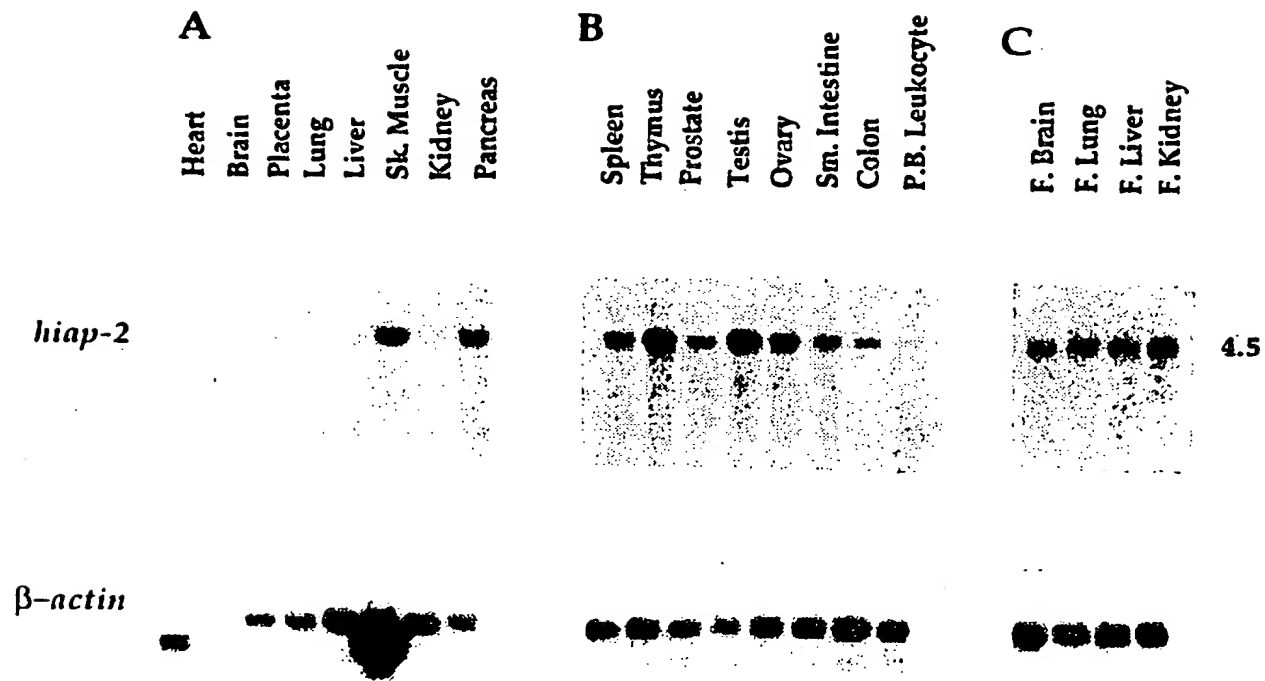 A
Heart
Brain
Placenta
Lung
Liver
Sk. Muscle
Kidney
Pancreas
B
Spleen
Thymus
Prostate
Testis
Ovary
Sm. Intestine
Colon
P.B. Leukocyte
C
F. Brain
F. Lung
F. Liver
F. Kidney
hiap-2
4.5
β-actin